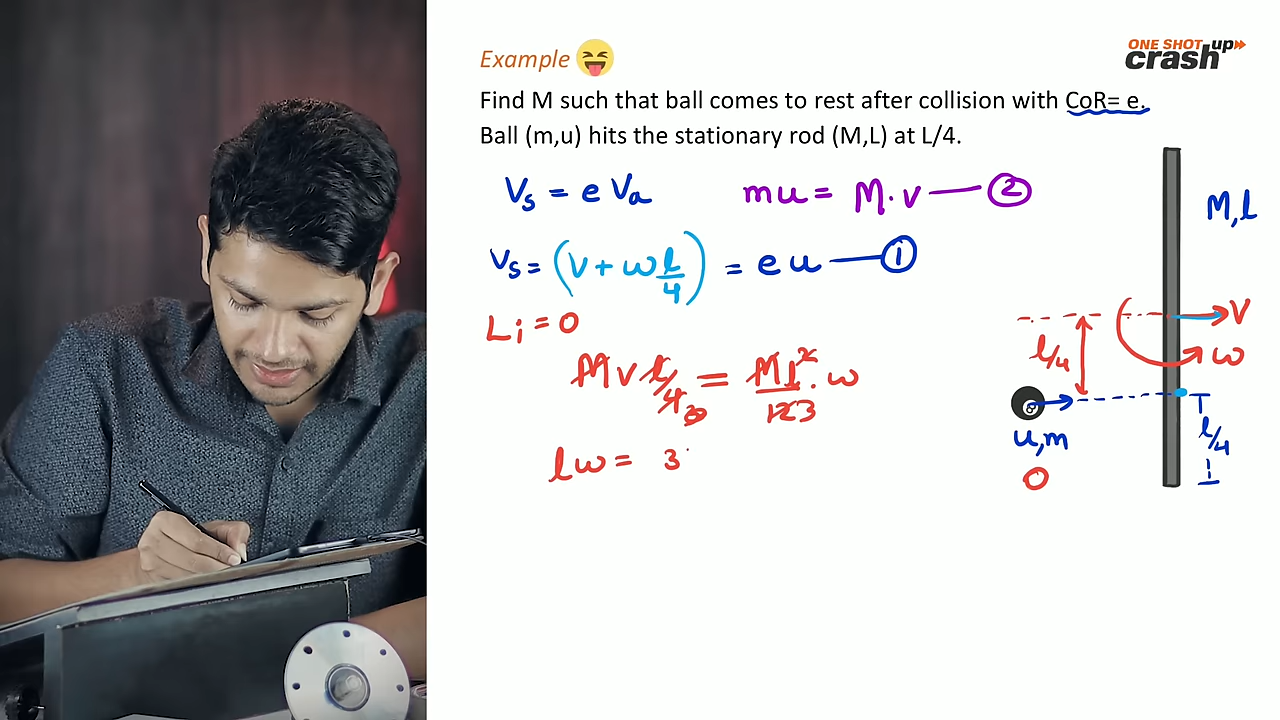 Example
ONE SHOT
crash up
Find M such that ball comes to rest after collision with CoR= e.
Ball (m,u) hits the stationary rod (M,L) at L/4.
Vs = e Va
mu = M.v — ②
Vs = (v + ω l/4) = e u — ①
Li = 0
M v l/4 = Ml²/12 . ω
3
lω = 3
M, l
V
l/4
ω
u,m
0
l/4